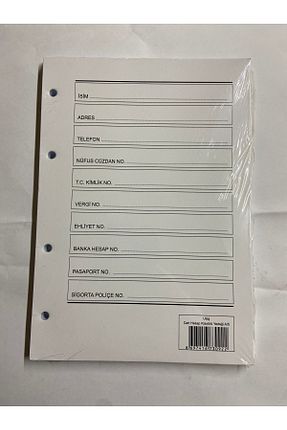 İSİM
ADRES
TELEFON
NÜFUS CÜZDAN NO.
T.C. KİMLİK NO.
VERGİ NO.
EHLİYET NO.
BANKA HESAP NO.
PASAPORT NO.
SİGORTA POLİÇE NO.